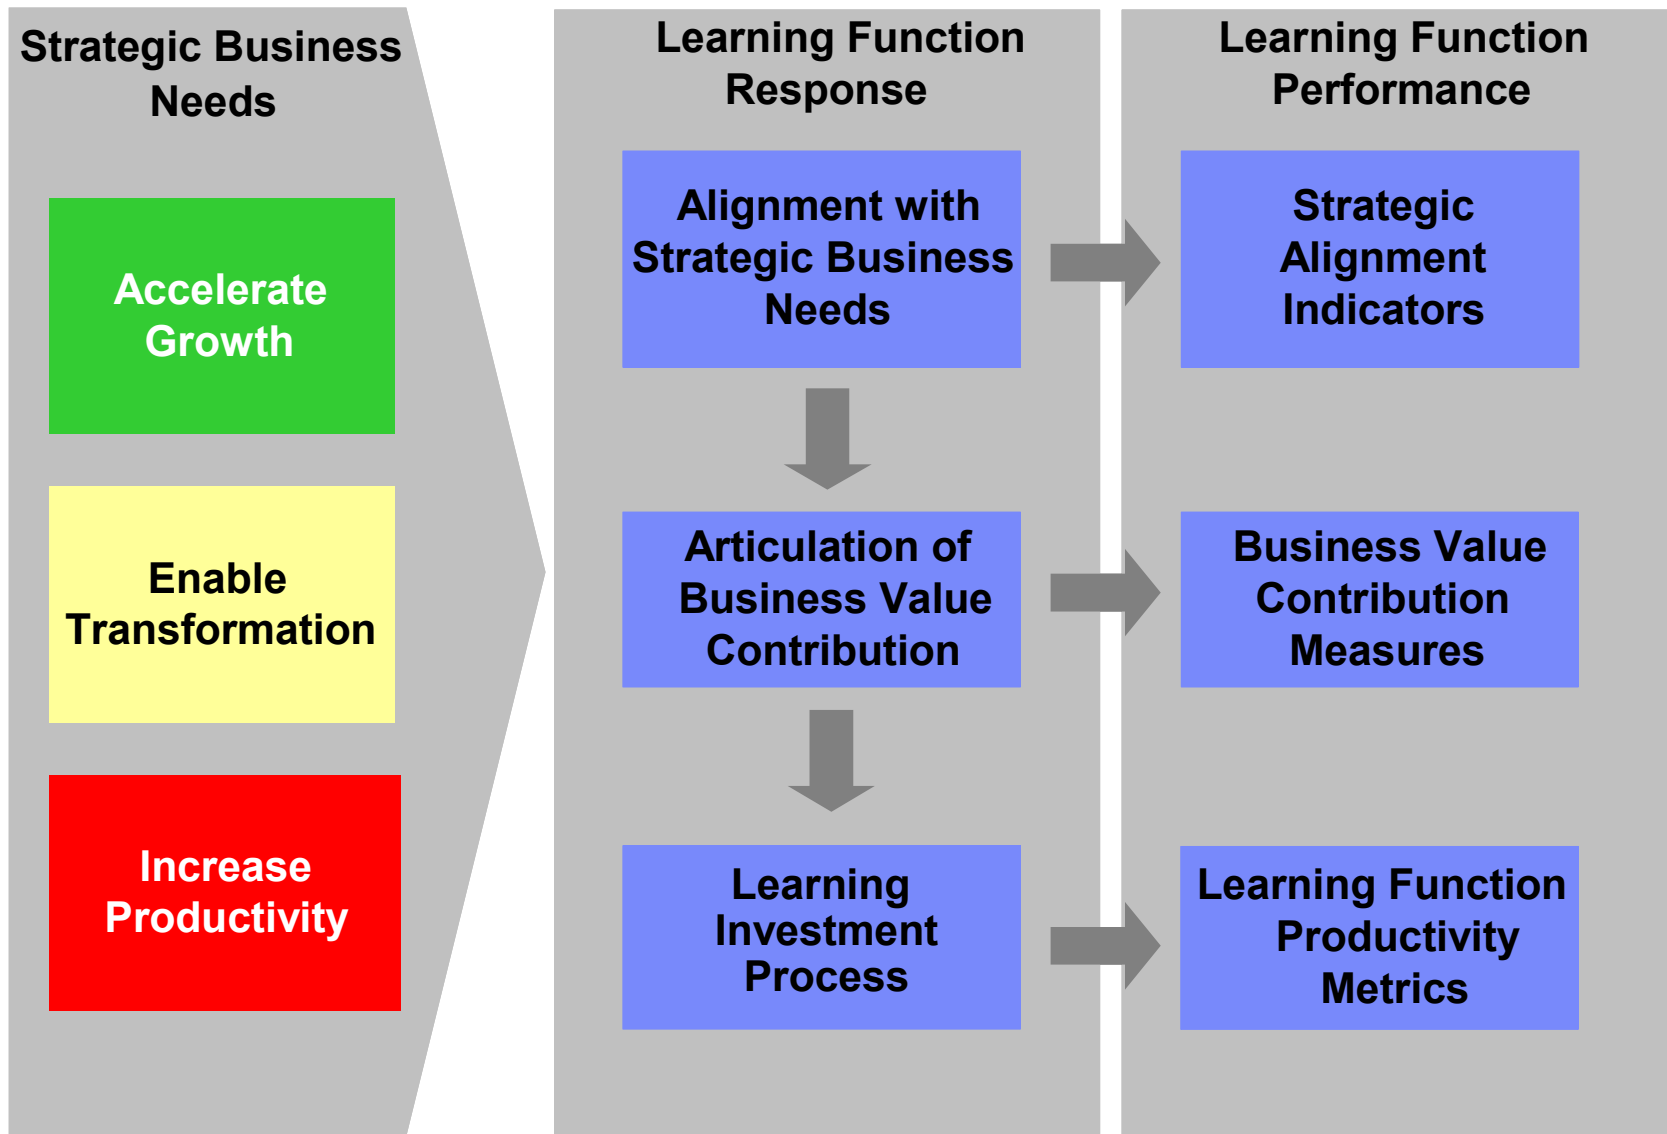 Strategic Business
Needs
Accelerate
Growth
Enable
Transformation
Increase
Productivity
Learning Function
Response
Alignment with
Strategic Business
Needs
Articulation of
Business Value
Contribution
Learning
Investment
Process
Learning Function
Performance
Strategic
Alignment
Indicators
Business Value
Contribution
Measures
Learning Function
Productivity
Metrics